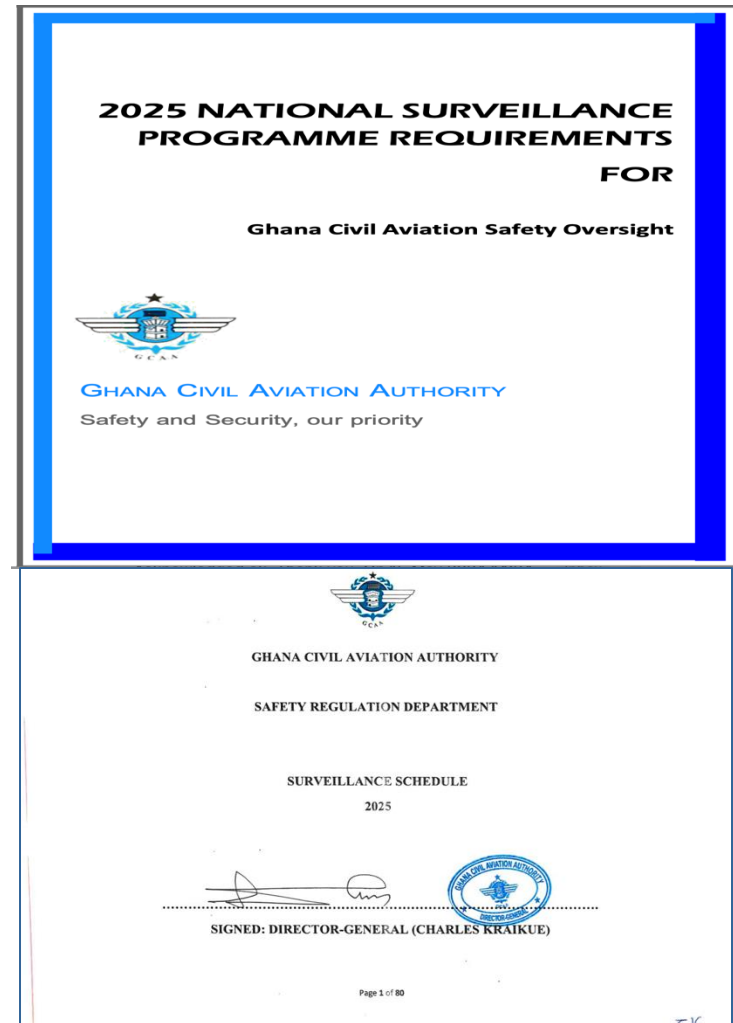 2025 NATIONAL SURVEILLANCE
PROGRAMME REQUIREMENTS
FOR
Ghana Civil Aviation Safety Oversight
GCAA
GHANA CIVIL AVIATION AUTHORITY
Safety and Security, our priority
GCAA
GHANA CIVIL AVIATION AUTHORITY
SAFETY REGULATION DEPARTMENT
SURVEILLANCE SCHEDULE
2025
GHANA CIVIL AVIATION AUTHORITY
DIRECTOR-GENERAL
SIGNED: DIRECTOR-GENERAL (CHARLES KRAIKUE)
Page 1 of 80